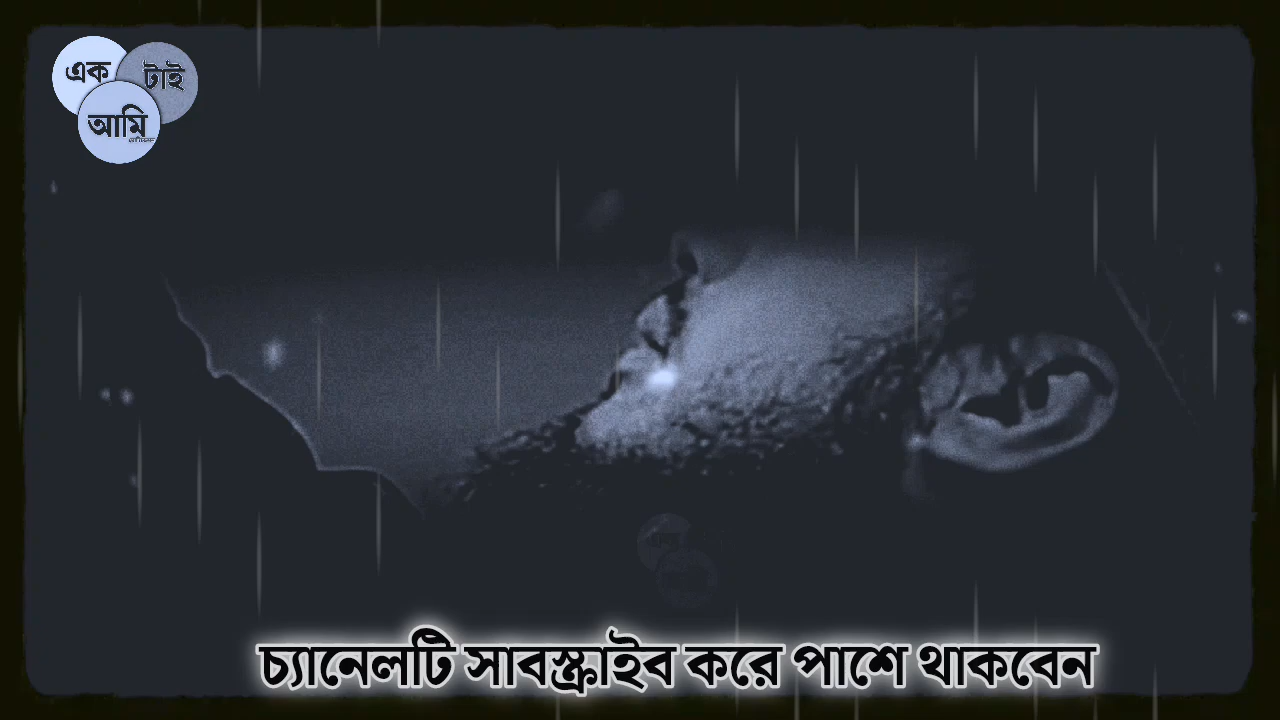 এক
টাই
আমি
চ্যানেলটি সাবস্ক্রাইব করে পাশে থাকবেন